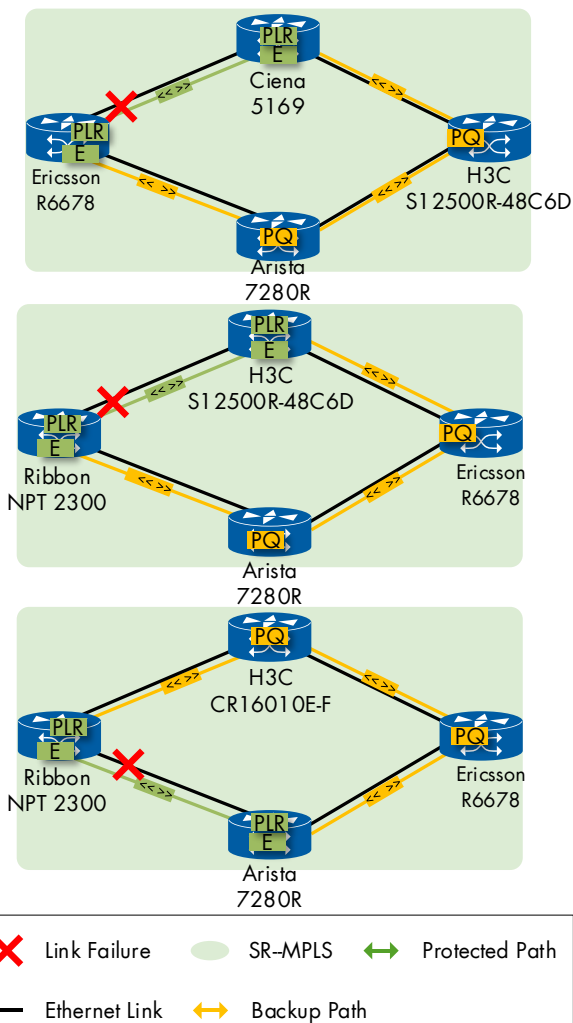 PLR
E
Ciena
5169
<< >>
<< >>
PLR
E
Ericsson
R6678
PQ
H3C
S12500R-48C6D
<< >>
<< >>
PQ
Arista
7280R
PLR
E
H3C
S12500R-48C6D
<< >>
<< >>
PLR
E
Ribbon
NPT 2300
PQ
Ericsson
R6678
<< >>
<< >>
PQ
Arista
7280R
PQ
H3C
CR16010E-F
<< >>
<< >>
PLR
E
Ribbon
NPT 2300
PQ
Ericsson
R6678
<< >>
<< >>
PLR
E
Arista
7280R
Link Failure
SR-MPLS
Protected Path
Ethernet Link
Backup Path